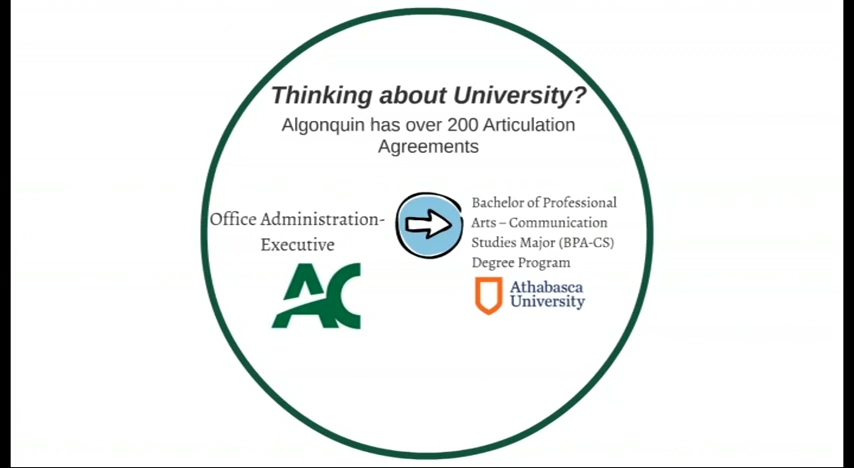 Thinking about University?
Algonquin has over 200 Articulation
Agreements
Office Administration-
Executive
AC
Bachelor of Professional
Arts – Communication
Studies Major (BPA-CS)
Degree Program
Athabasca
University